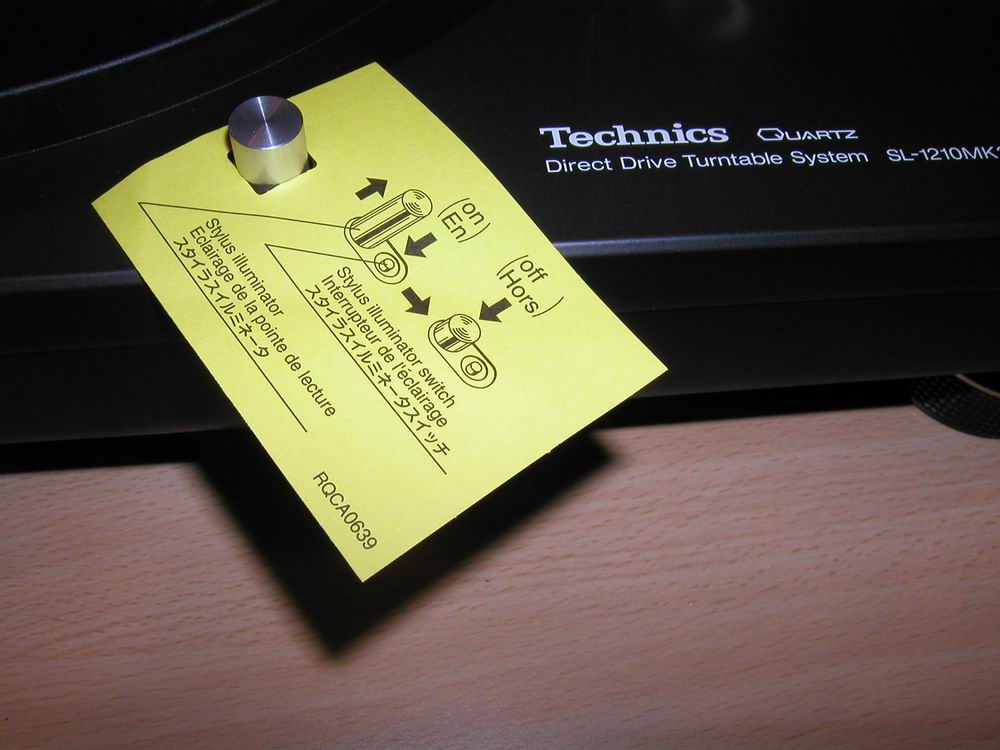 Technics QUARTZ
Direct Drive Turntable System SL-1210MK
(on)
(En)
(off)
(Hors)
Stylus illuminator
Eclairage de la pointe de lecture
スタイラスイルミネータ
Stylus illuminator switch
Interrupteur de l'éclairage
スタイラスイルミネータスイッチ
RQCA0639